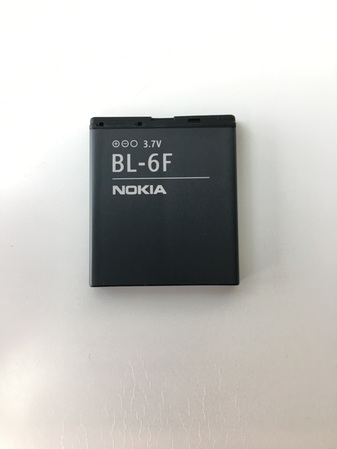 ⊕⊖○ 3.7V
BL-6F
NOKIA